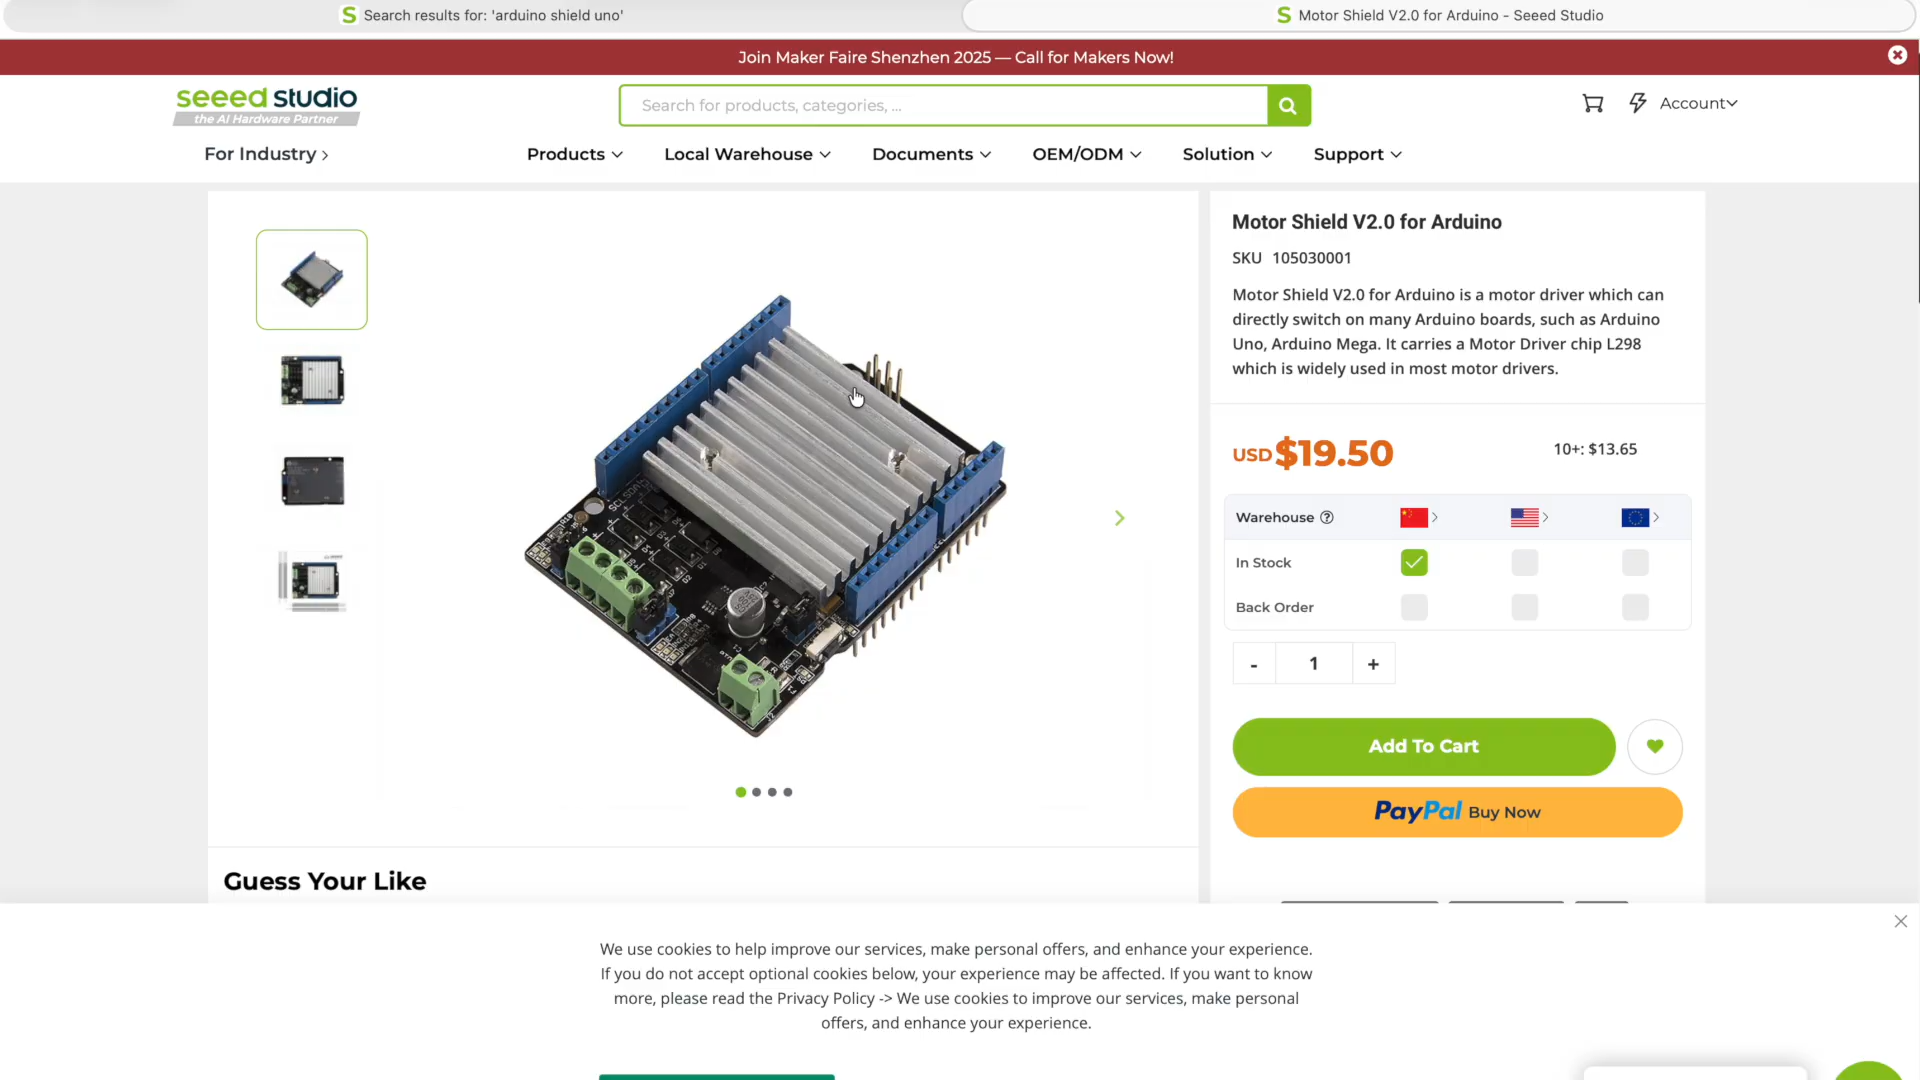 Search results for: 'arduino shield uno'
Motor Shield V2.0 for Arduino - Seeed Studio
Join Maker Faire Shenzhen 2025 — Call for Makers Now!
seeed studio
the AI Hardware Partner
Search for products, categories, ...
Account
For Industry
Products
Local Warehouse
Documents
OEM/ODM
Solution
Support
Motor Shield V2.0 for Arduino
SKU 105030001
Motor Shield V2.0 for Arduino is a motor driver which can
directly switch on many Arduino boards, such as Arduino
Uno, Arduino Mega. It carries a Motor Driver chip L298
which is widely used in most motor drivers.
USD $19.50
10+: $13.65
Warehouse
In Stock
Back Order
- 1 +
Add To Cart
PayPal Buy Now
Guess Your Like
We use cookies to help improve our services, make personal offers, and enhance your experience.
If you do not accept optional cookies below, your experience may be affected. If you want to know
more, please read the Privacy Policy -> We use cookies to improve our services, make personal
offers, and enhance your experience.